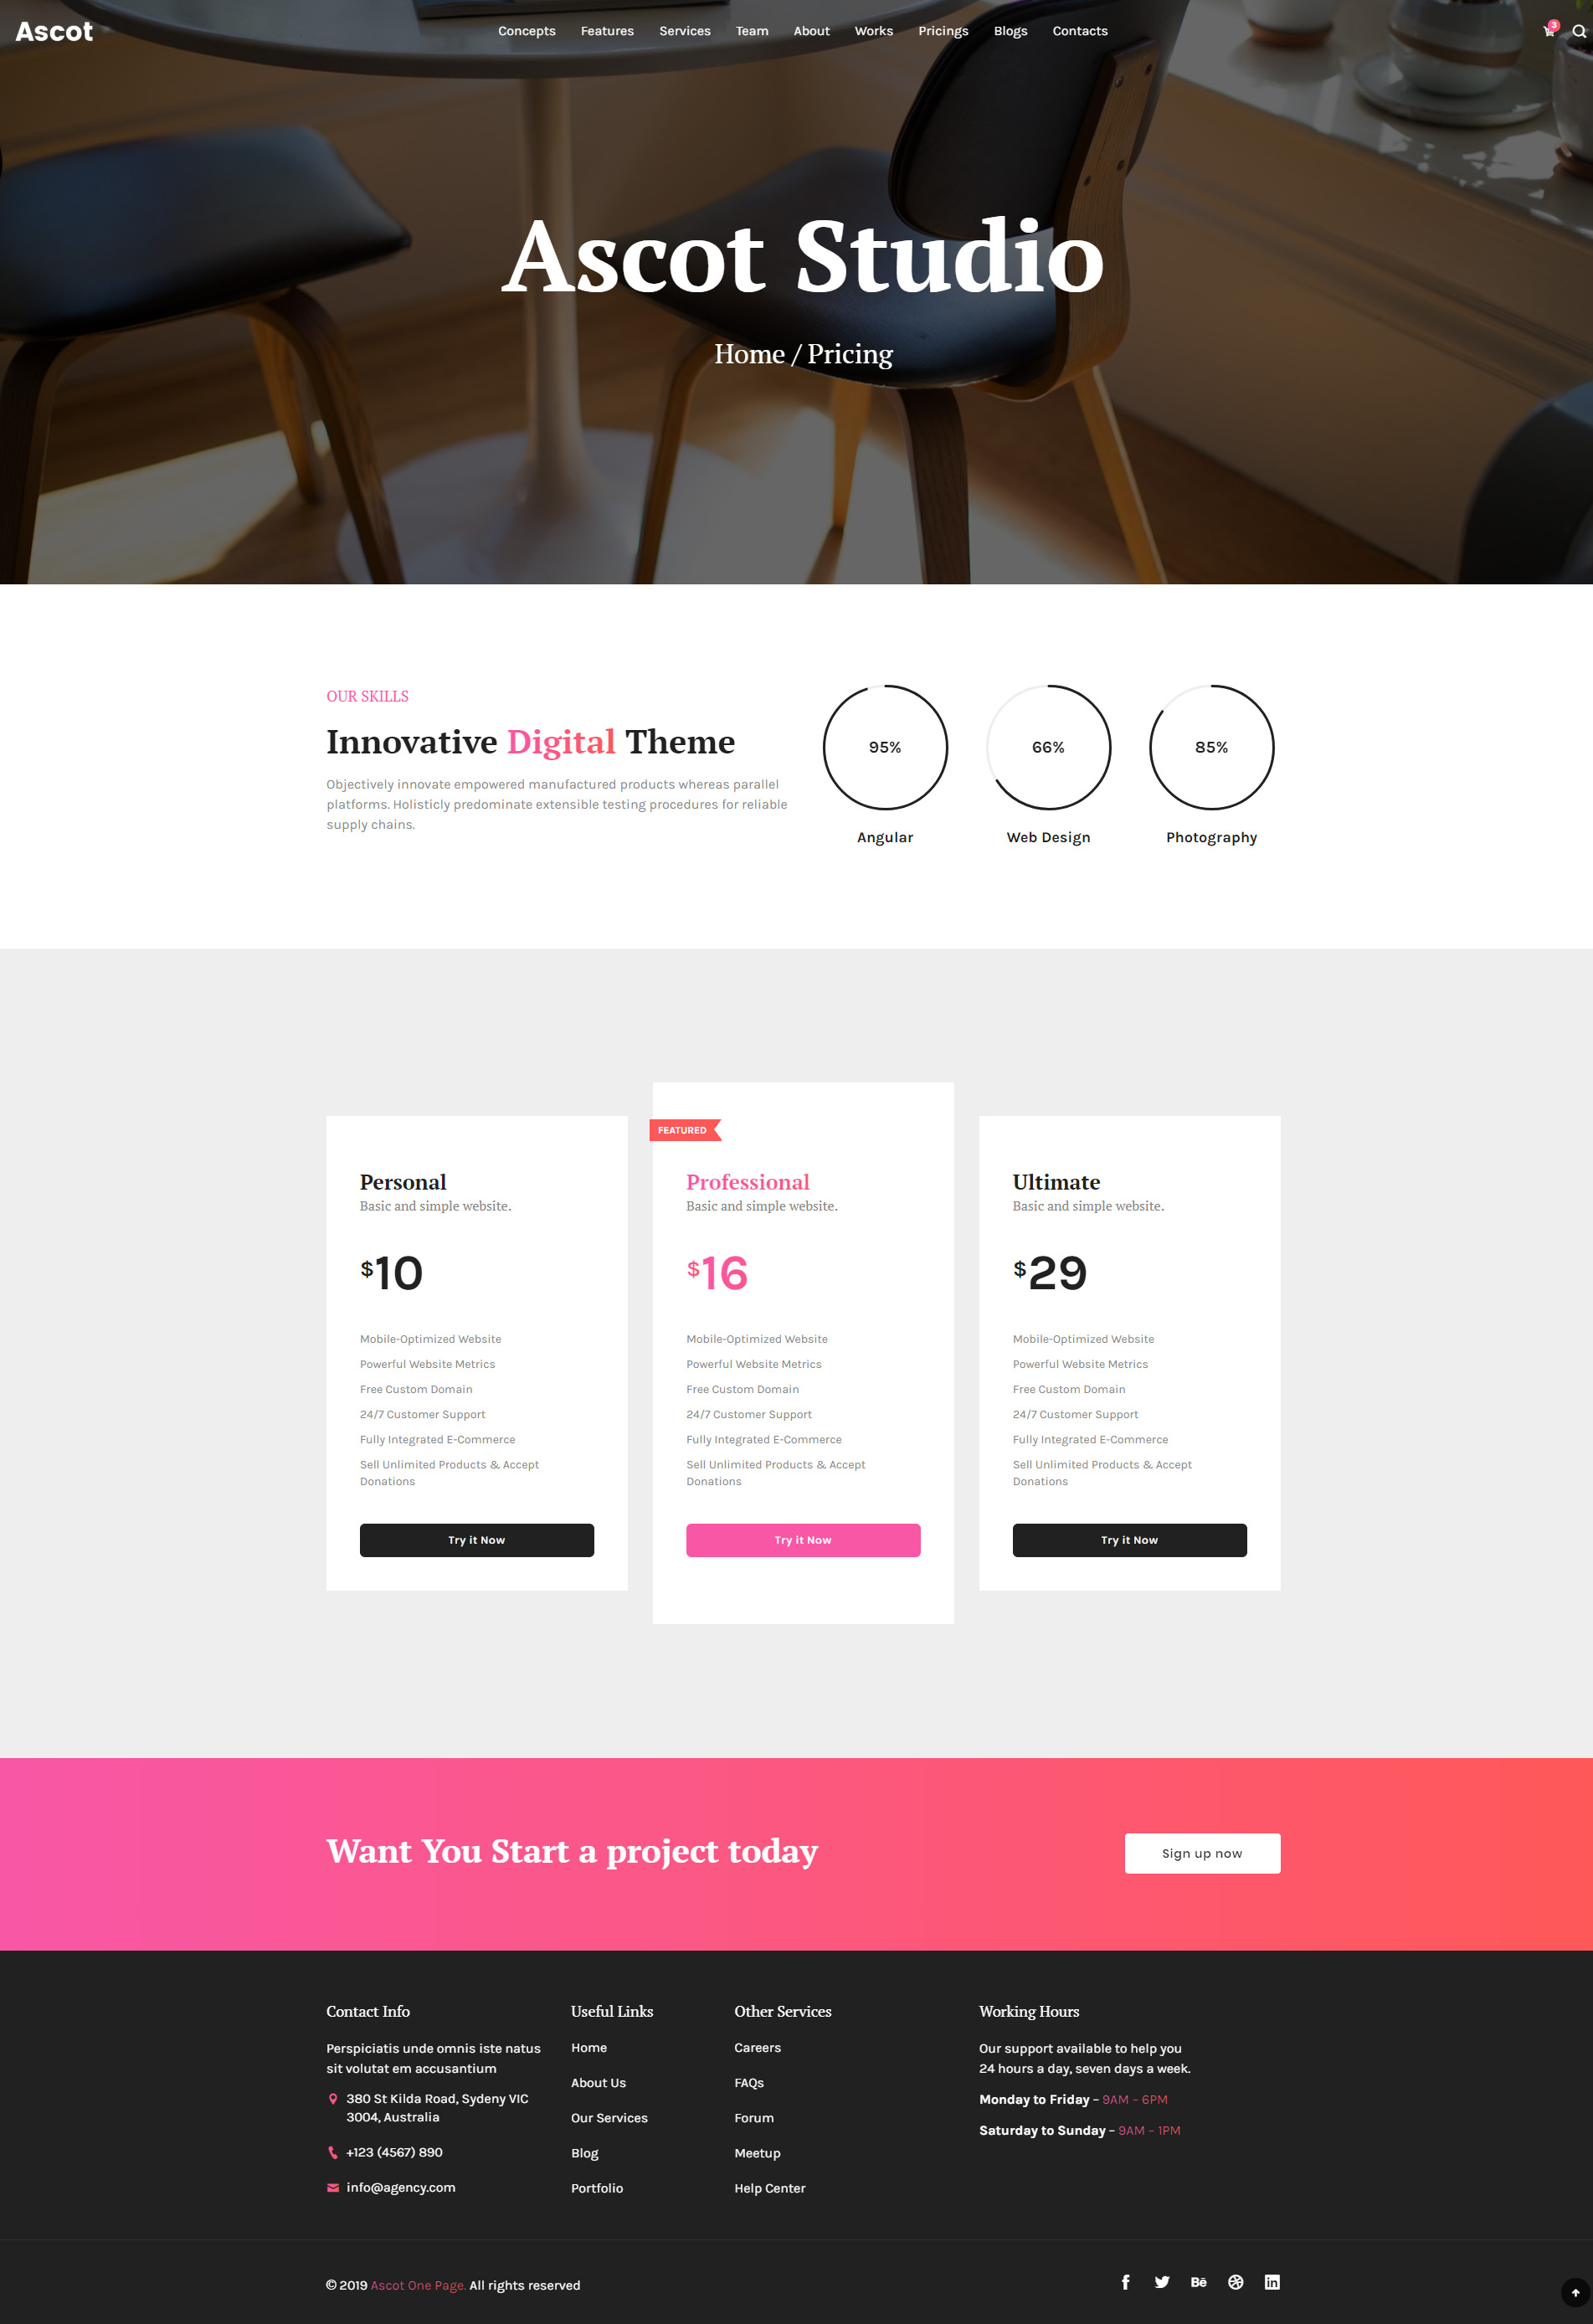 Ascot
Concepts Features Services Team About Works Pricings Blogs Contacts
3
Ascot Studio
Home / Pricing
OUR SKILLS
Innovative Digital Theme
Objectively innovate empowered manufactured products whereas parallel
platforms. Holisticly predominate extensible testing procedures for reliable
supply chains.
95%
Angular
66%
Web Design
85%
Photography
Personal
Basic and simple website.
$10
Mobile-Optimized Website
Powerful Website Metrics
Free Custom Domain
24/7 Customer Support
Fully Integrated E-Commerce
Sell Unlimited Products & Accept
Donations
Try it Now
FEATURED
Professional
Basic and simple website.
$16
Mobile-Optimized Website
Powerful Website Metrics
Free Custom Domain
24/7 Customer Support
Fully Integrated E-Commerce
Sell Unlimited Products & Accept
Donations
Try it Now
Ultimate
Basic and simple website.
$29
Mobile-Optimized Website
Powerful Website Metrics
Free Custom Domain
24/7 Customer Support
Fully Integrated E-Commerce
Sell Unlimited Products & Accept
Donations
Try it Now
Want You Start a project today
Sign up now
Contact Info
Perspiciatis unde omnis iste natus
sit volutat em accusantium
380 St Kilda Road, Sydeny VIC
3004, Australia
+123 (4567) 890
info@agency.com
Useful Links
Home
About Us
Our Services
Blog
Portfolio
Other Services
Careers
FAQs
Forum
Meetup
Help Center
Working Hours
Our support available to help you
24 hours a day, seven days a week.
Monday to Friday – 9AM – 6PM
Saturday to Sunday – 9AM – 1PM
© 2019 Ascot One Page. All rights reserved